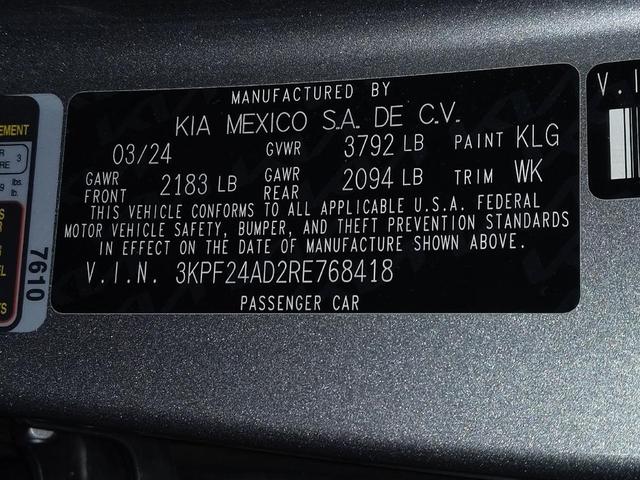 MANUFACTURED BY
KIA MEXICO S.A. DE C.V.
03/24 GVWR 3792 LB PAINT KLG
GAWR FRONT 2183 LB GAWR REAR 2094 LB TRIM WK
THIS VEHICLE CONFORMS TO ALL APPLICABLE U.S.A. FEDERAL
MOTOR VEHICLE SAFETY, BUMPER, AND THEFT PREVENTION STANDARDS
IN EFFECT ON THE DATE OF MANUFACTURE SHOWN ABOVE.
V.I.N. 3KPF24AD2RE768418
PASSENGER CAR
7610
3
lbs.
V.I